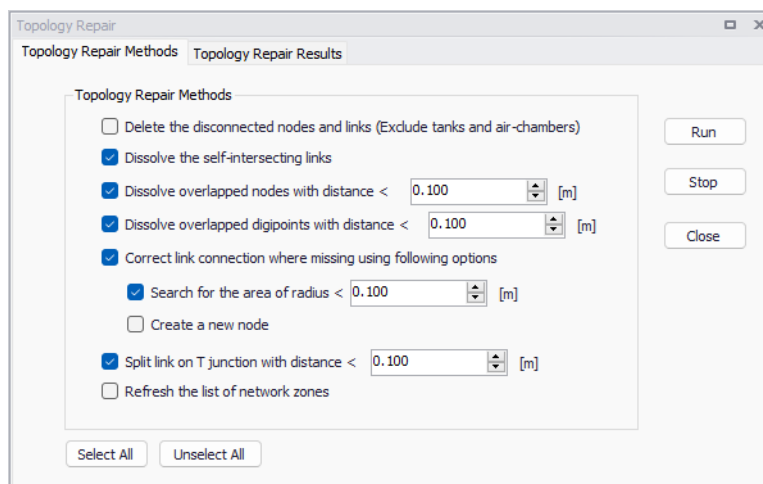 Topology Repair
Topology Repair Methods Topology Repair Results
Topology Repair Methods
Delete the disconnected nodes and links (Exclude tanks and air-chambers)
Run
Dissolve the self-intersecting links
Dissolve overlapped nodes with distance < 0.100 [m]
Stop
Dissolve overlapped digipoints with distance < 0.100 [m]
Close
Correct link connection where missing using following options
Search for the area of radius < 0.100 [m]
Create a new node
Split link on T junction with distance < 0.100 [m]
Refresh the list of network zones
Select All Unselect All